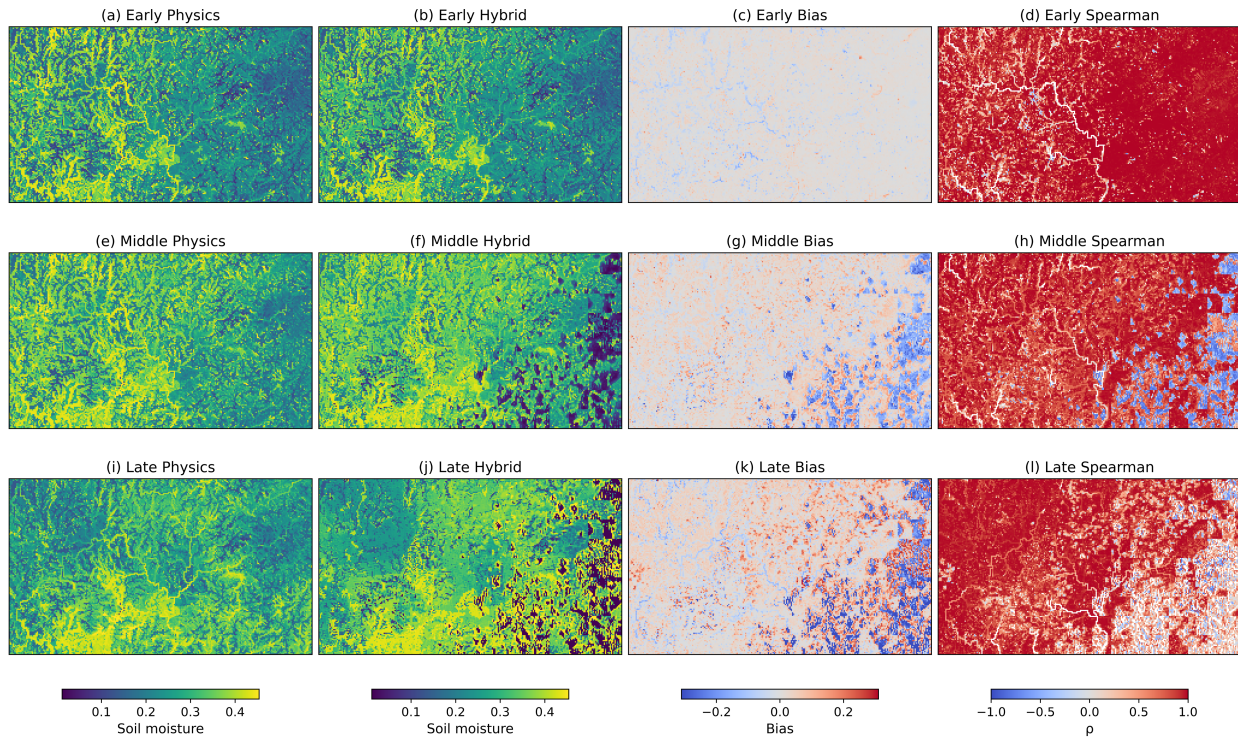 (a) Early Physics
(b) Early Hybrid
(c) Early Bias
(d) Early Spearman
(e) Middle Physics
(f) Middle Hybrid
(g) Middle Bias
(h) Middle Spearman
(i) Late Physics
(j) Late Hybrid
(k) Late Bias
(l) Late Spearman
0.1 0.2 0.3 0.4
Soil moisture
0.1 0.2 0.3 0.4
Soil moisture
−0.2 0.0 0.2
Bias
−1.0 −0.5 0.0 0.5 1.0
ρ